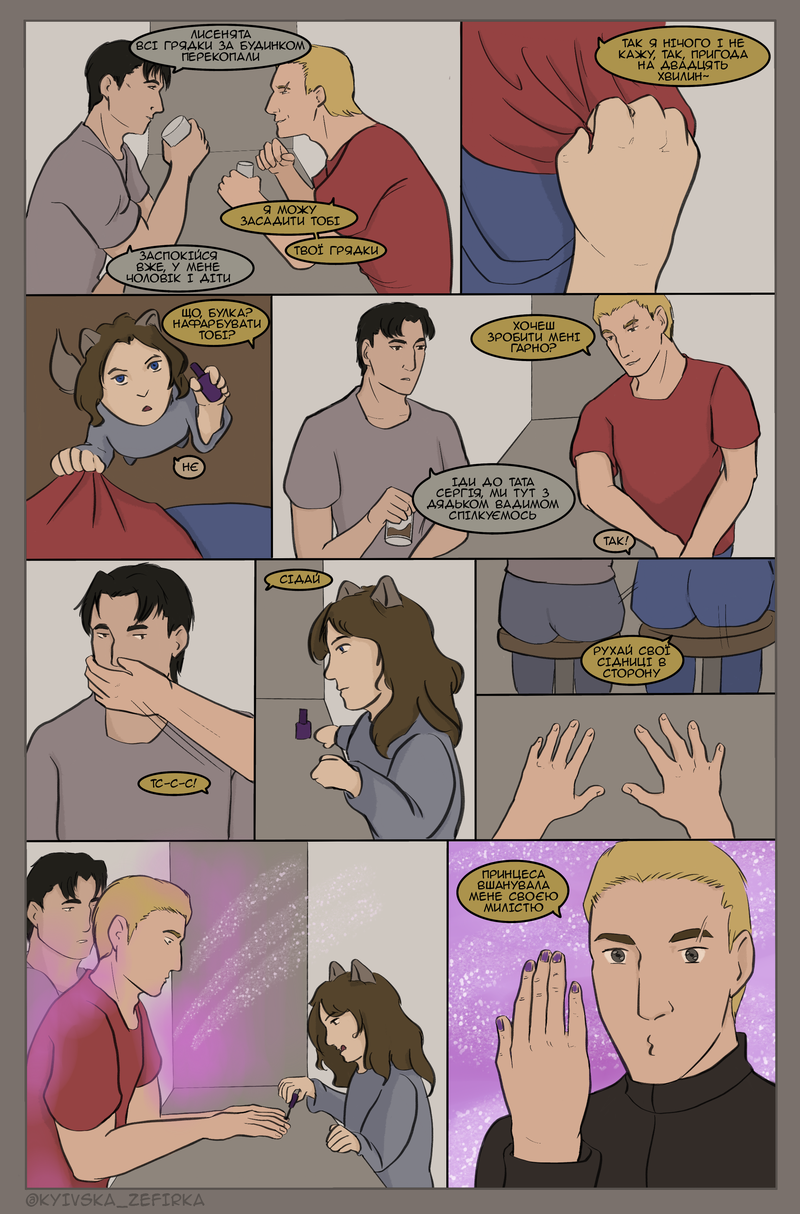 ЛИСЕНЯТА
ВСІ ГРЯДКИ ЗА БУДИНКОМ
ПЕРЕКОПАЛИ
Я МОЖУ
ЗАСАДИТИ ТОБІ
ТВОЇ ГРЯДКИ
ЗАСПОКІЙСЯ
ВЖЕ, У МЕНЕ
ЧОЛОВІК І ДІТИ
ТАК Я НІЧОГО І НЕ
КАЖУ, ТАК, ПРИГОДА
НА ДВАДЦЯТЬ
ХВИЛИН~
ЩО, БУЛКА?
НАФАРБУВАТИ
ТОБІ?
НЄ
ХОЧЕШ
ЗРОБИТИ МЕНІ
ГАРНО?
ІДИ ДО ТАТА
СЕРГІЯ, МИ ТУТ З
ДЯДЬКОМ ВАДИМОМ
СПІЛКУЄМОСЬ
ТАК!
ТС-С-С!
СІДАЙ
РУХАЙ СВОЇ
СІДНИЦІ В
СТОРОНУ
ПРИНЦЕСА
ВШАНУВАЛА
МЕНЕ СВОЄЮ
МИЛІСТЮ
@KYIVSKA_ZEFIRKA